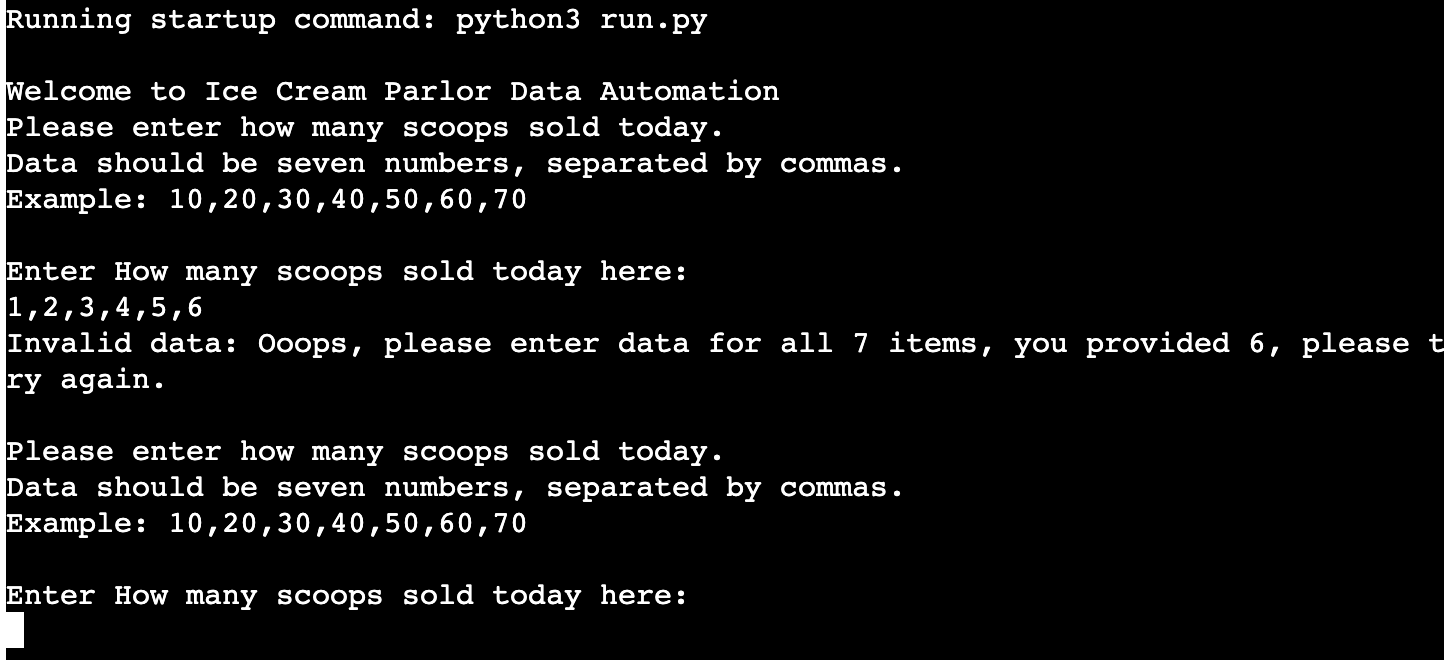 Running startup command: python3 run.py
Welcome to Ice Cream Parlor Data Automation
Please enter how many scoops sold today.
Data should be seven numbers, separated by commas.
Example: 10,20,30,40,50,60,70
Enter How many scoops sold today here:
1,2,3,4,5,6
Invalid data: Ooops, please enter data for all 7 items, you provided 6, please t
ry again.
Please enter how many scoops sold today.
Data should be seven numbers, separated by commas.
Example: 10,20,30,40,50,60,70
Enter How many scoops sold today here: